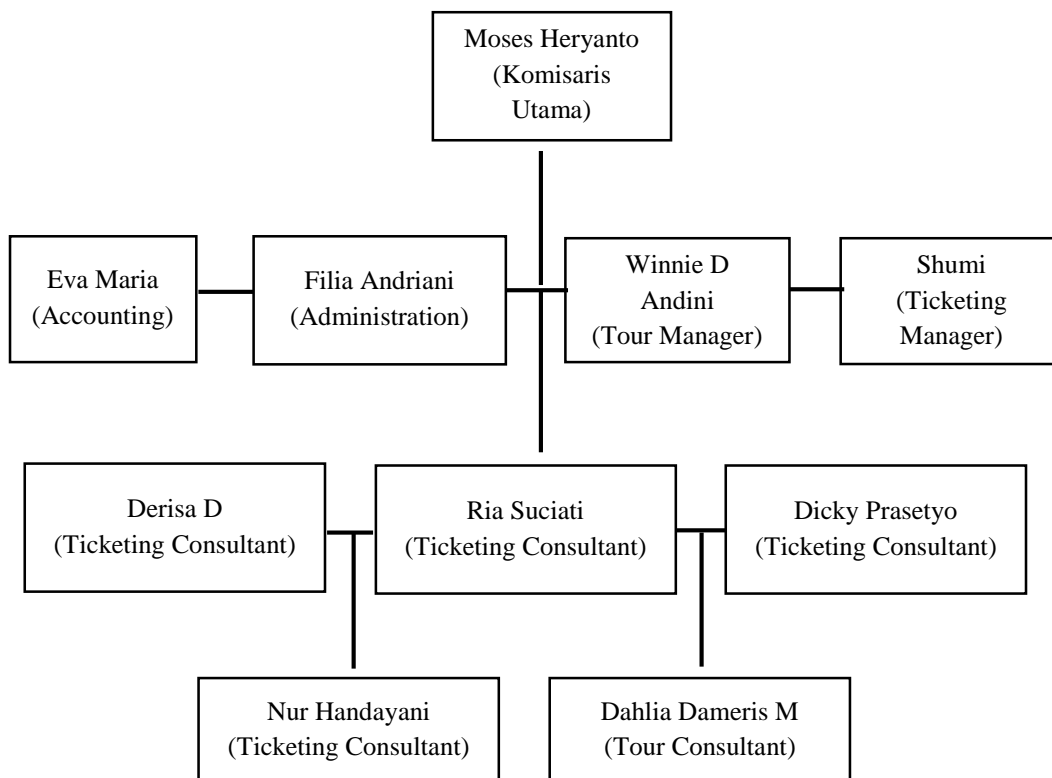 Moses Heryanto
(Komisaris
Utama)
Eva Maria
(Accounting)
Filia Andriani
(Administration)
Winnie D
Andini
(Tour Manager)
Shumi
(Ticketing
Manager)
Derisa D
(Ticketing Consultant)
Ria Suciati
(Ticketing Consultant)
Dicky Prasetyo
(Ticketing Consultant)
Nur Handayani
(Ticketing Consultant)
Dahlia Dameris M
(Tour Consultant)